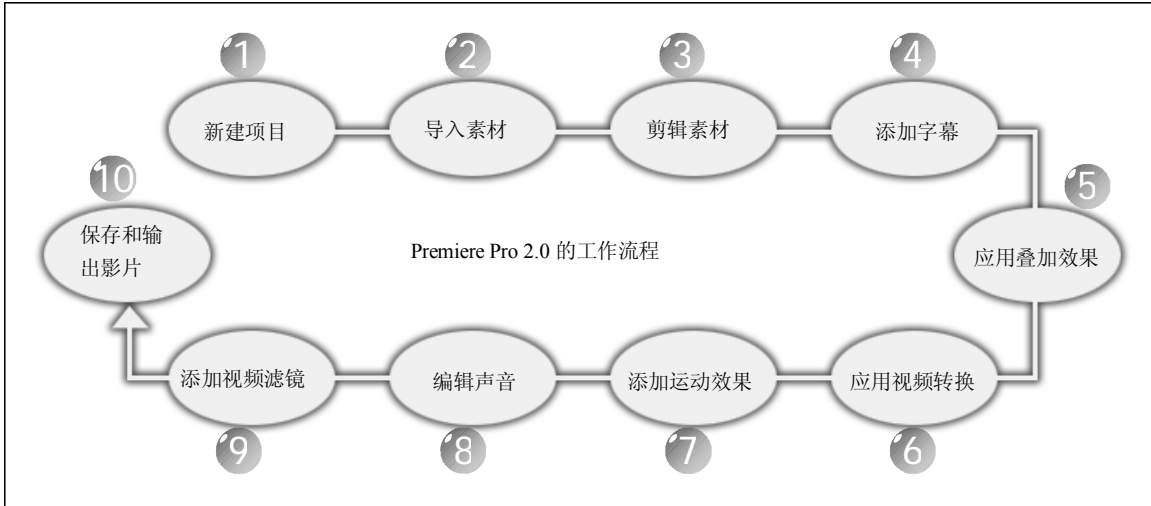 1
新建项目
2
导入素材
3
剪辑素材
4
添加字幕
5
应用叠加效果
6
应用视频转换
7
添加运动效果
8
编辑声音
9
添加视频滤镜
10
保存和输
出影片
Premiere Pro 2.0 的工作流程